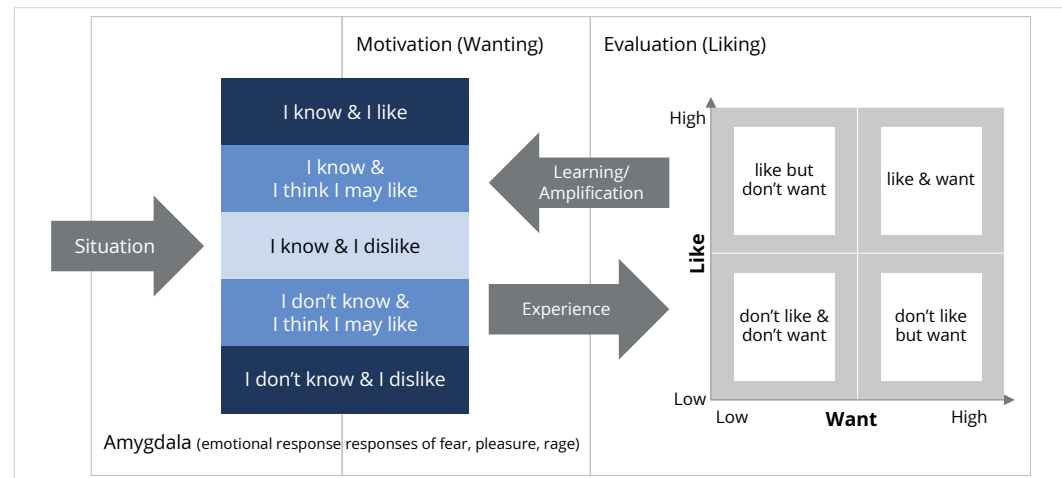 Motivation (Wanting)
Evaluation (Liking)
Situation
I know & I like
I know &
I think I may like
I know & I dislike
I don’t know &
I think I may like
I don’t know & I dislike
Amygdala (emotional response responses of fear, pleasure, rage)
Learning/
Amplification
Experience
High
Like
Low
like but
don’t want
like & want
don’t like &
don’t want
don’t like
but want
Low
Want
High